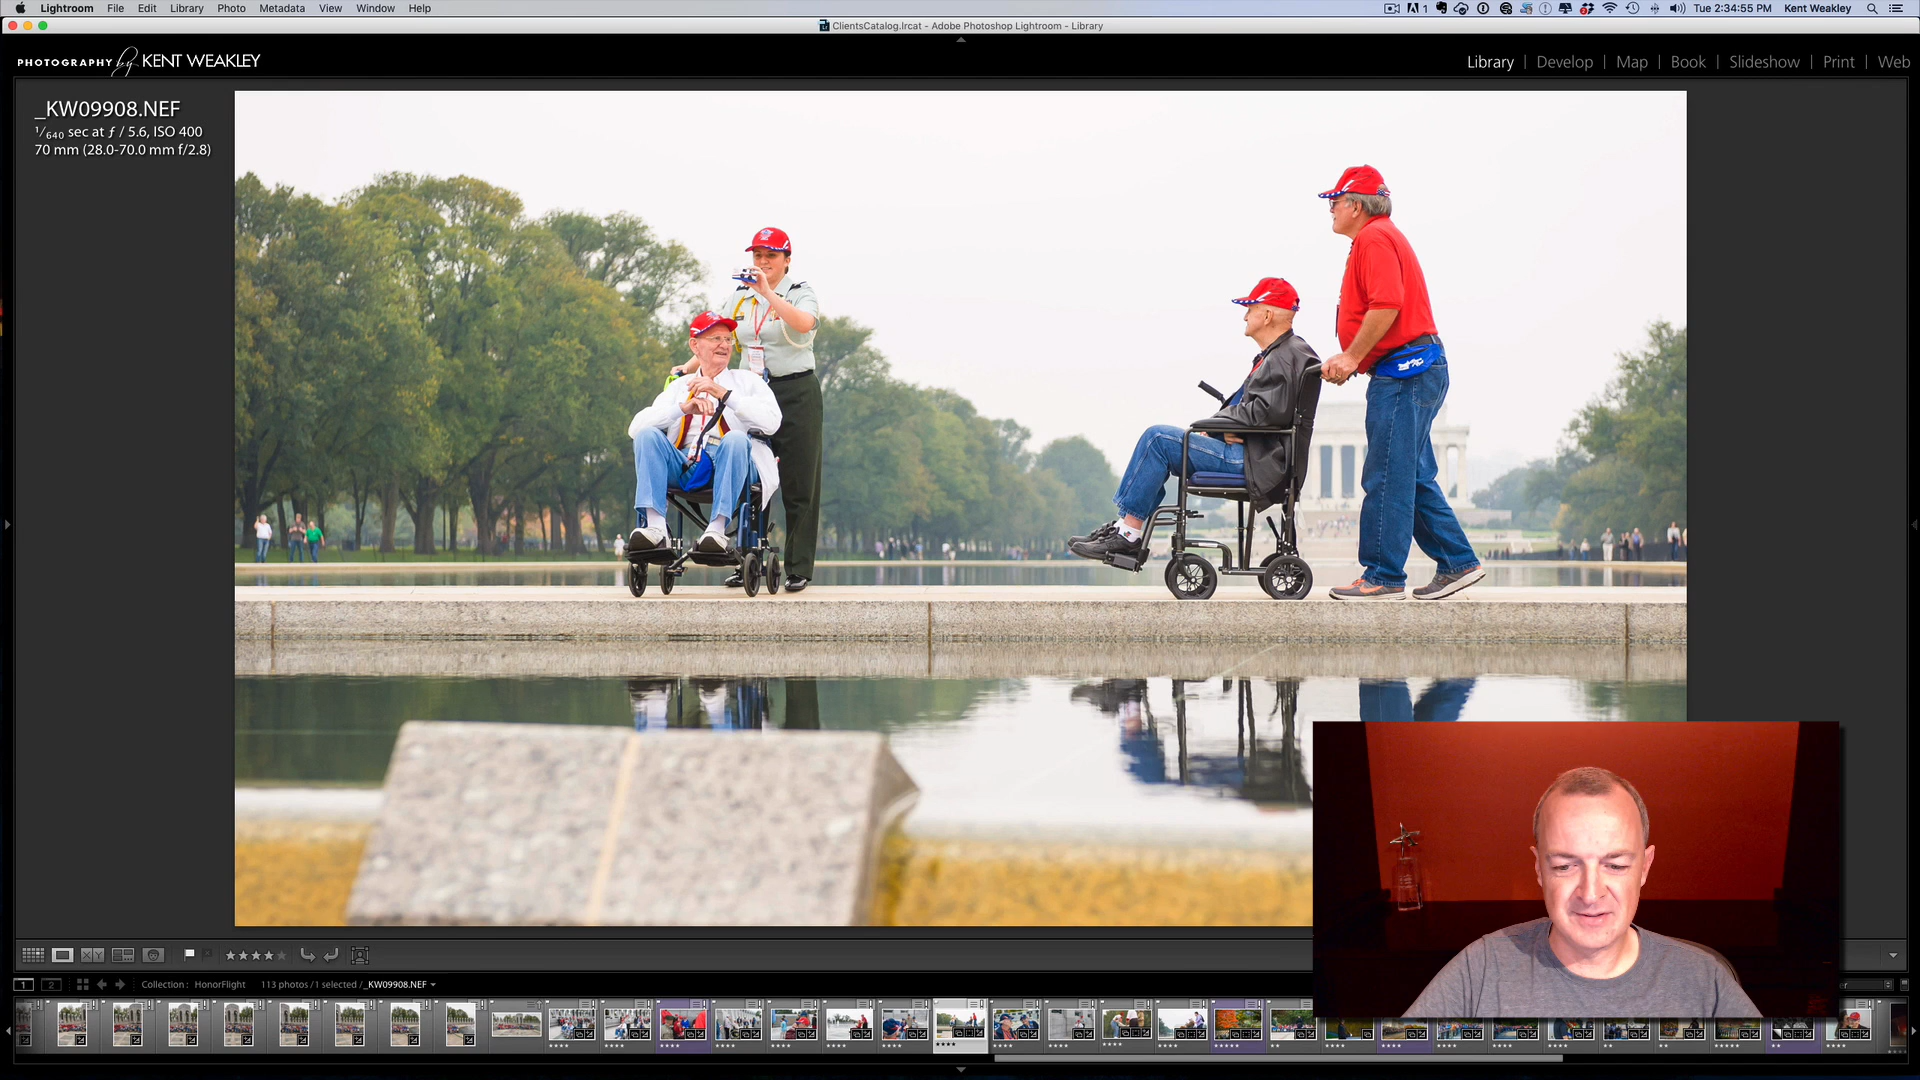 Lightroom File Edit Library Photo Metadata View Window Help
1 Tue 2:34:55 PM Kent Weakley
ClientsCatalog.lrcat - Adobe Photoshop Lightroom - Library
PHOTOGRAPHY by KENT WEAKLEY
Library | Develop | Map | Book | Slideshow | Print | Web
_KW09908.NEF
1/640 sec at ƒ / 5.6, ISO 400
70 mm (28.0-70.0 mm f/2.8)
X Y
1 2 Collection : HonorFlight 113 photos / 1 selected / _KW09908.NEF